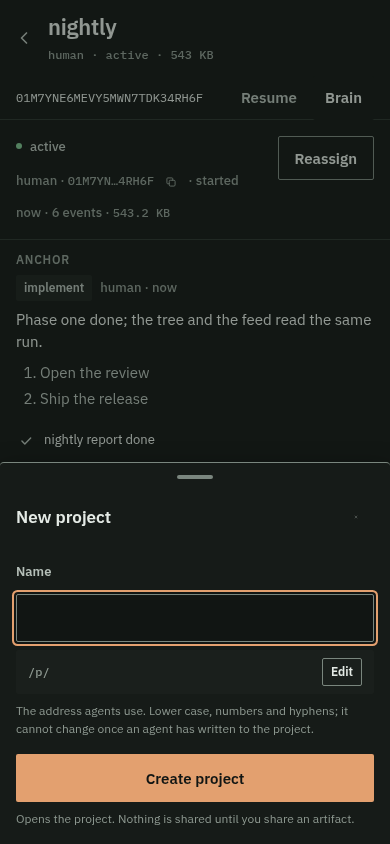 nightly
human · active · 543 KB
01M7YNE6MEVY5MWN7TDK34RH6F
Resume
Brain
active
Reassign
human · 01M7YN…4RH6F · started
now · 6 events · 543.2 KB
ANCHOR
implement human · now
Phase one done; the tree and the feed read the same
run.
1. Open the review
2. Ship the release
nightly report done
New project
Name
/p/
Edit
The address agents use. Lower case, numbers and hyphens; it
cannot change once an agent has written to the project.
Create project
Opens the project. Nothing is shared until you share an artifact.